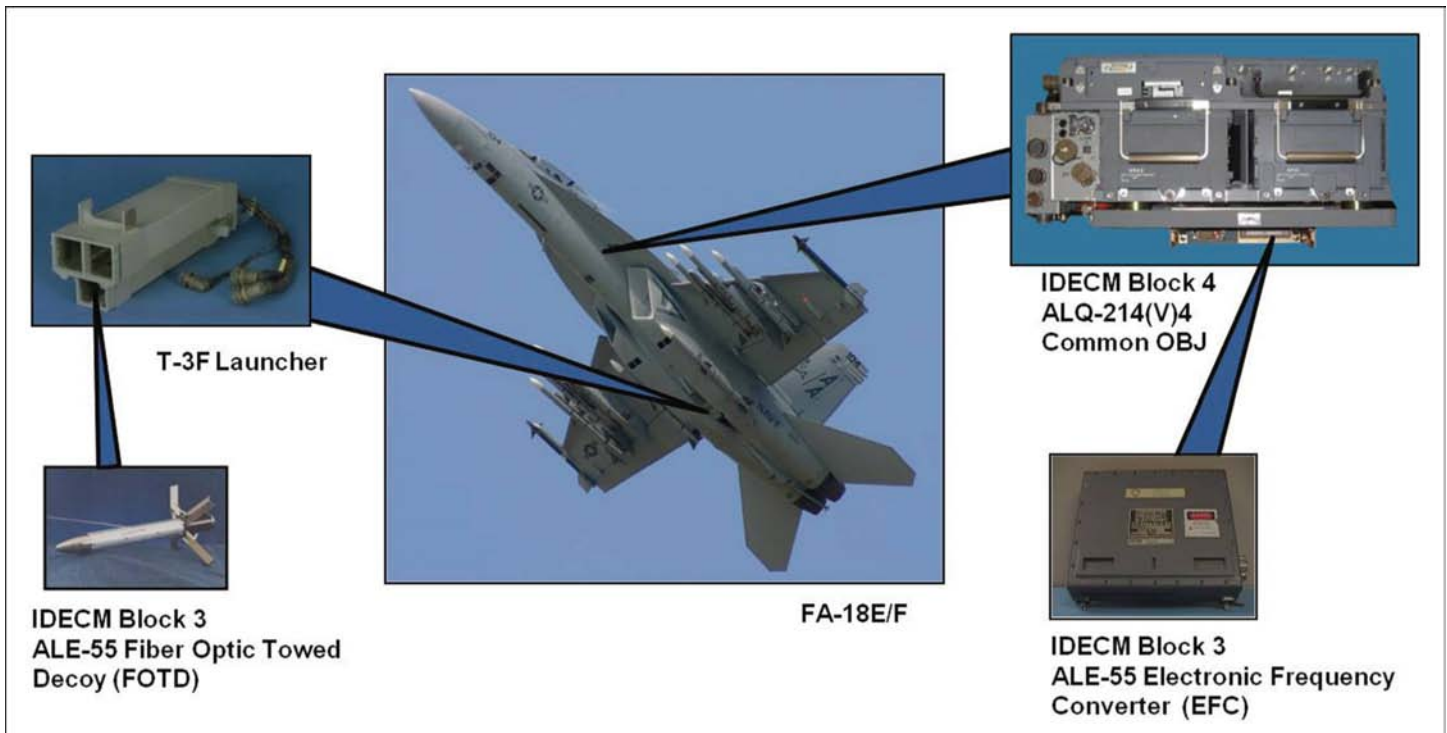 T-3F Launcher
IDECM Block 3
ALE-55 Fiber Optic Towed
Decoy (FOTD)
FA-18E/F
IDECM Block 4
ALQ-214(V)4
Common OBJ
IDECM Block 3
ALE-55 Electronic Frequency
Converter (EFC)